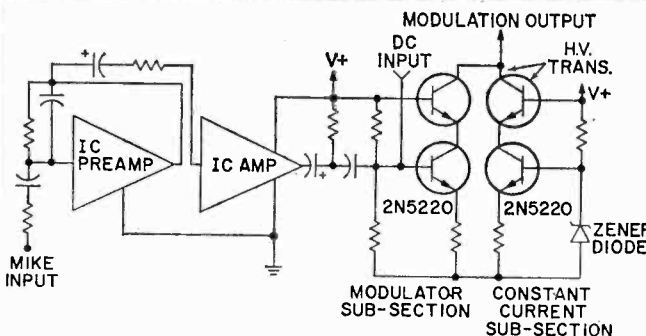 MODULATION OUTPUT
DC
INPUT
H.V.
TRANS.
V+
V+
+
IC
PREAMP
IC AMP
+
2N5220
2N5220
ZENER
DIODE
MIKE
INPUT
MODULATOR
SUB-SECTION
CONSTANT
CURRENT
SUB-SECTION